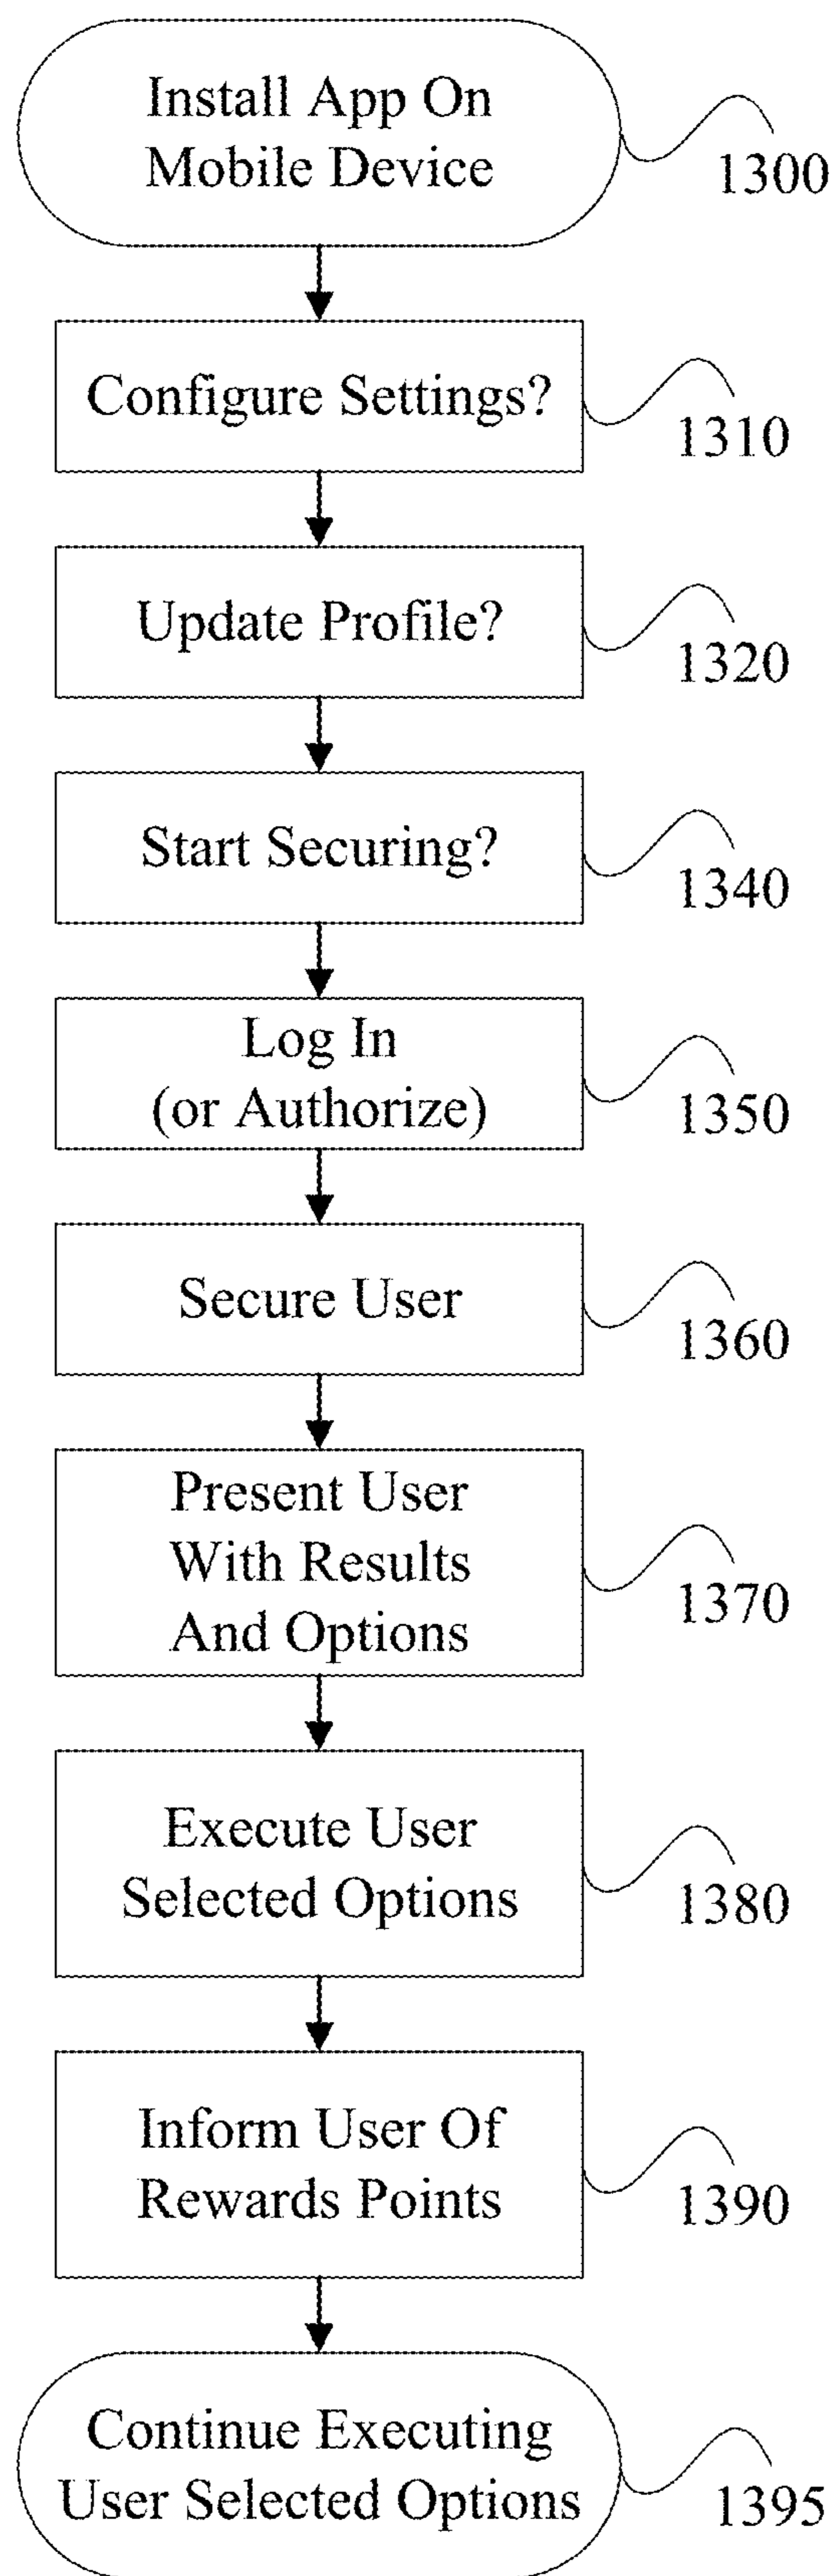 Install App On
Mobile Device
1300
Configure Settings?
1310
Update Profile?
1320
Start Securing?
1340
Log In
(or Authorize)
1350
Secure User
1360
Present User
With Results
And Options
1370
Execute User
Selected Options
1380
Inform User Of
Rewards Points
1390
Continue Executing
User Selected Options
1395